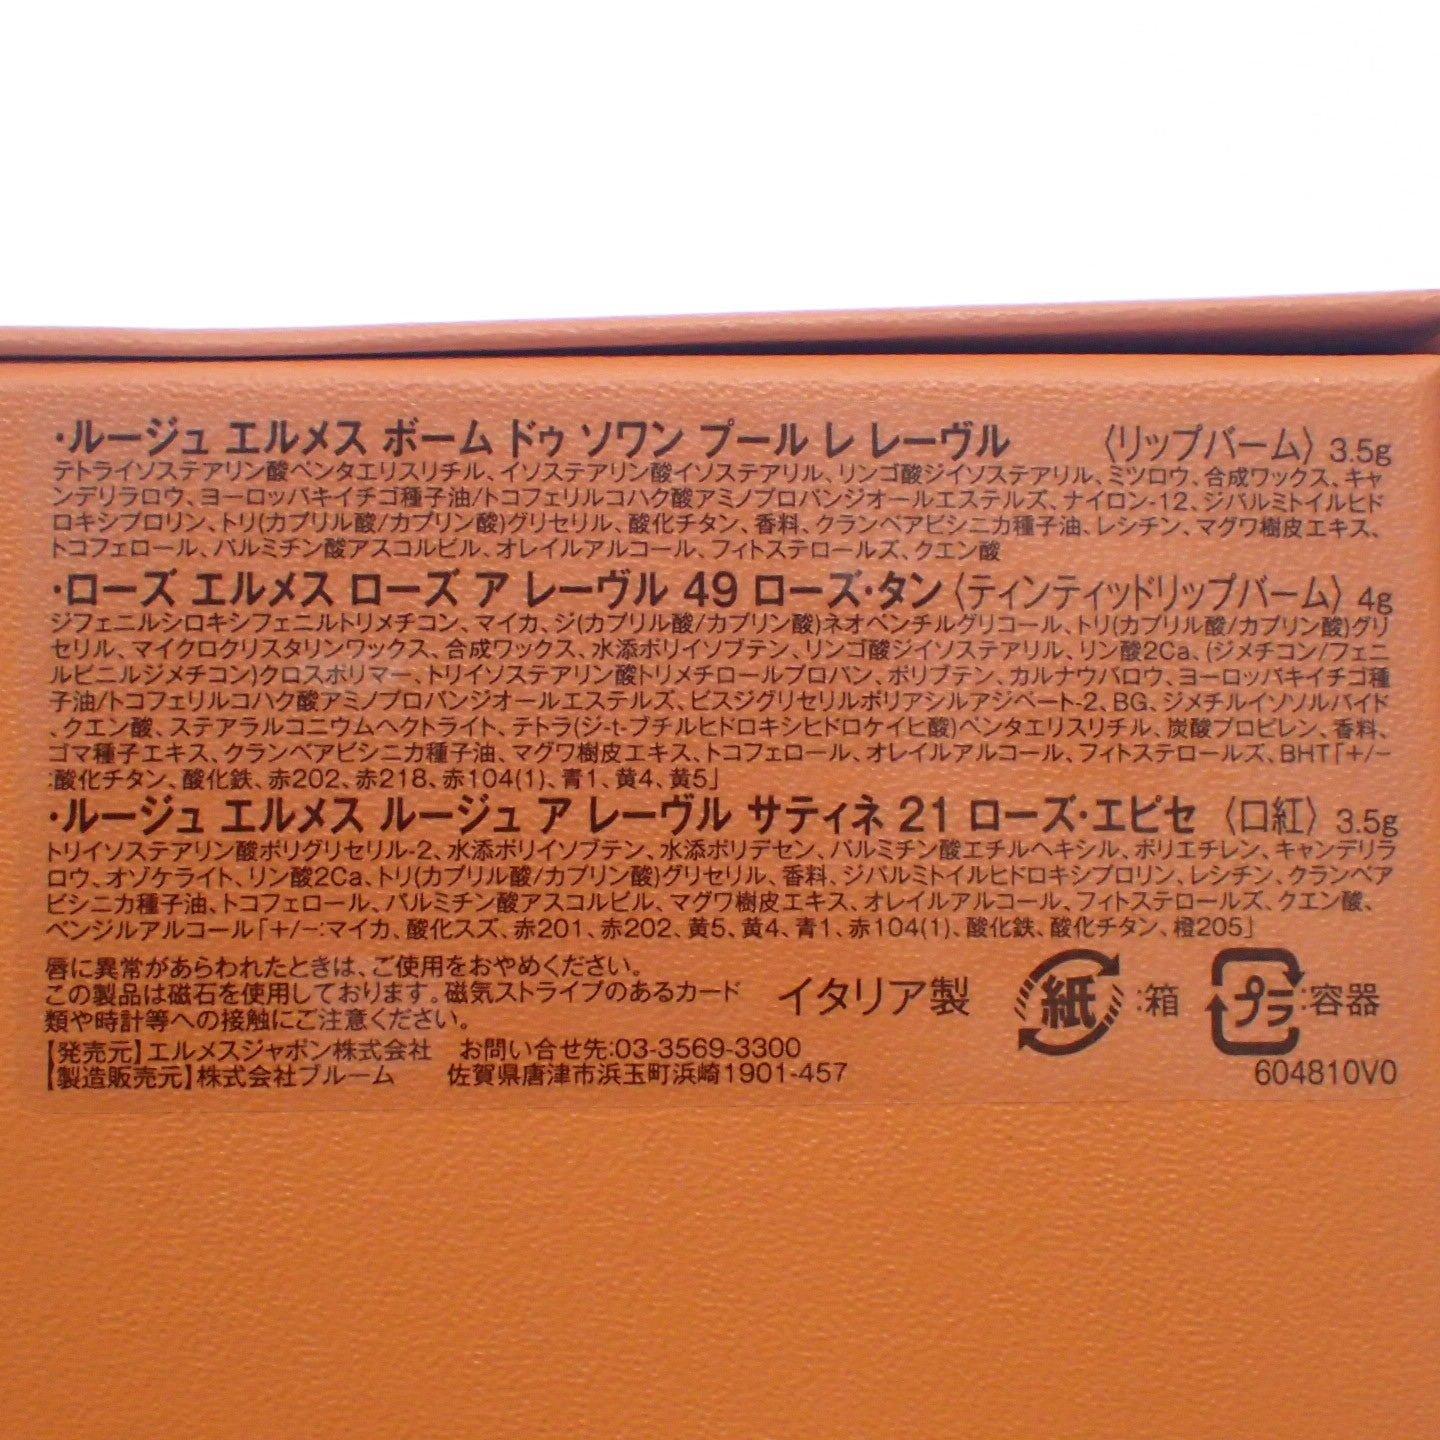 ・ルージュ エルメス ボーム ドゥ ソワン プール レ レーヴル 〈リップバーム〉 3.5g
テトライソステアリン酸ペンタエリスリチル、イソステアリン酸イソステアリル、リンゴ酸ジイソステアリル、ミツロウ、合成ワックス、キャ
ンデリラロウ、ヨーロッパキイチゴ種子油/トコフェリルコハク酸アミノプロパンジオールエステルズ、ナイロン-12、ジパルミトイルヒド
ロキシプロリン、トリ(カプリル酸/カプリン酸)グリセリル、酸化チタン、香料、クランベアビシニカ種子油、レシチン、マグワ樹皮エキス、
トコフェロール、パルミチン酸アスコルビル、オレイルアルコール、フィトステロールズ、クエン酸
・ローズ エルメス ローズ ア レーヴル 49 ローズ・タン〈ティンティッドリップバーム〉 4g
ジフェニルシロキシフェニルトリメチコン、マイカ、ジ(カプリル酸/カプリン酸)ネオペンチルグリコール、トリ(カプリル酸/カプリン酸)グリ
セリル、マイクロクリスタリンワックス、合成ワックス、水添ポリイソブテン、リンゴ酸ジイソステアリル、リン酸2Ca、(ジメチコン/フェニ
ルビニルジメチコン)クロスポリマー、トリイソステアリン酸トリメチロールプロパン、ポリブテン、カルナウバロウ、ヨーロッパキイチゴ種
子油/トコフェリルコハク酸アミノプロパンジオールエステルズ、ビスジグリセリルポリアシルアジペート-2、BG、ジメチルイソソルバイド
、クエン酸、ステアラルコニウムヘクトライト、テトラ(ジ-t-ブチルヒドロキシヒドロケイヒ酸)ペンタエリスリチル、炭酸プロピレン、香料、
ゴマ種子エキス、クランベアビシニカ種子油、マグワ樹皮エキス、トコフェロール、オレイルアルコール、フィトステロールズ、BHT「+/−
:酸化チタン、酸化鉄、赤202、赤218、赤104(1)、青1、黄4、黄5」
・ルージュ エルメス ルージュ ア レーヴル サティネ 21 ローズ・エピセ 〈口紅〉 3.5g
トリイソステアリン酸ポリグリセリル-2、水添ポリイソブテン、水添ポリデセン、パルミチン酸エチルヘキシル、ポリエチレン、キャンデリラ
ロウ、オゾケライト、リン酸2Ca、トリ(カプリル酸/カプリン酸)グリセリル、香料、ジパルミトイルヒドロキシプロリン、レシチン、クランベア
ビシニカ種子油、トコフェロール、パルミチン酸アスコルビル、マグワ樹皮エキス、オレイルアルコール、フィトステロールズ、クエン酸、
ベンジルアルコール「+/−:マイカ、酸化スズ、赤201、赤202、黄5、黄4、青1、赤104(1)、酸化鉄、酸化チタン、橙205」
唇に異常があらわれたときは、ご使用をおやめください。
この製品は磁石を使用しております。磁気ストライプのあるカード
類や時計等への接触にご注意ください。
イタリア製 紙:箱 プラ:容器
【発売元】エルメスジャポン株式会社 お問い合せ先:03-3569-3300
【製造販売元】株式会社ブルーム 佐賀県唐津市浜玉町浜崎1901-457
604810V0